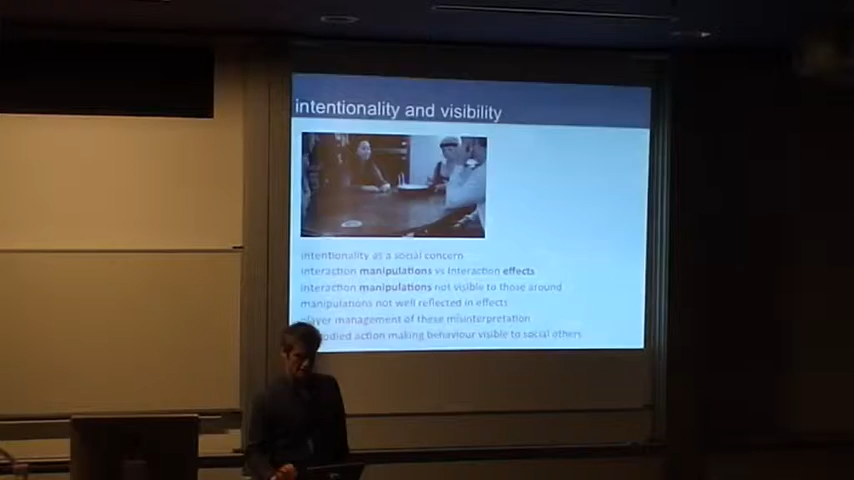 intentionality and visibility
intentionality as a social concern
interaction manipulations vs interaction effects
interaction manipulations not visible to those around
manipulations not well reflected in effects
player management of these misinterpretation
action making behaviour visible to social others